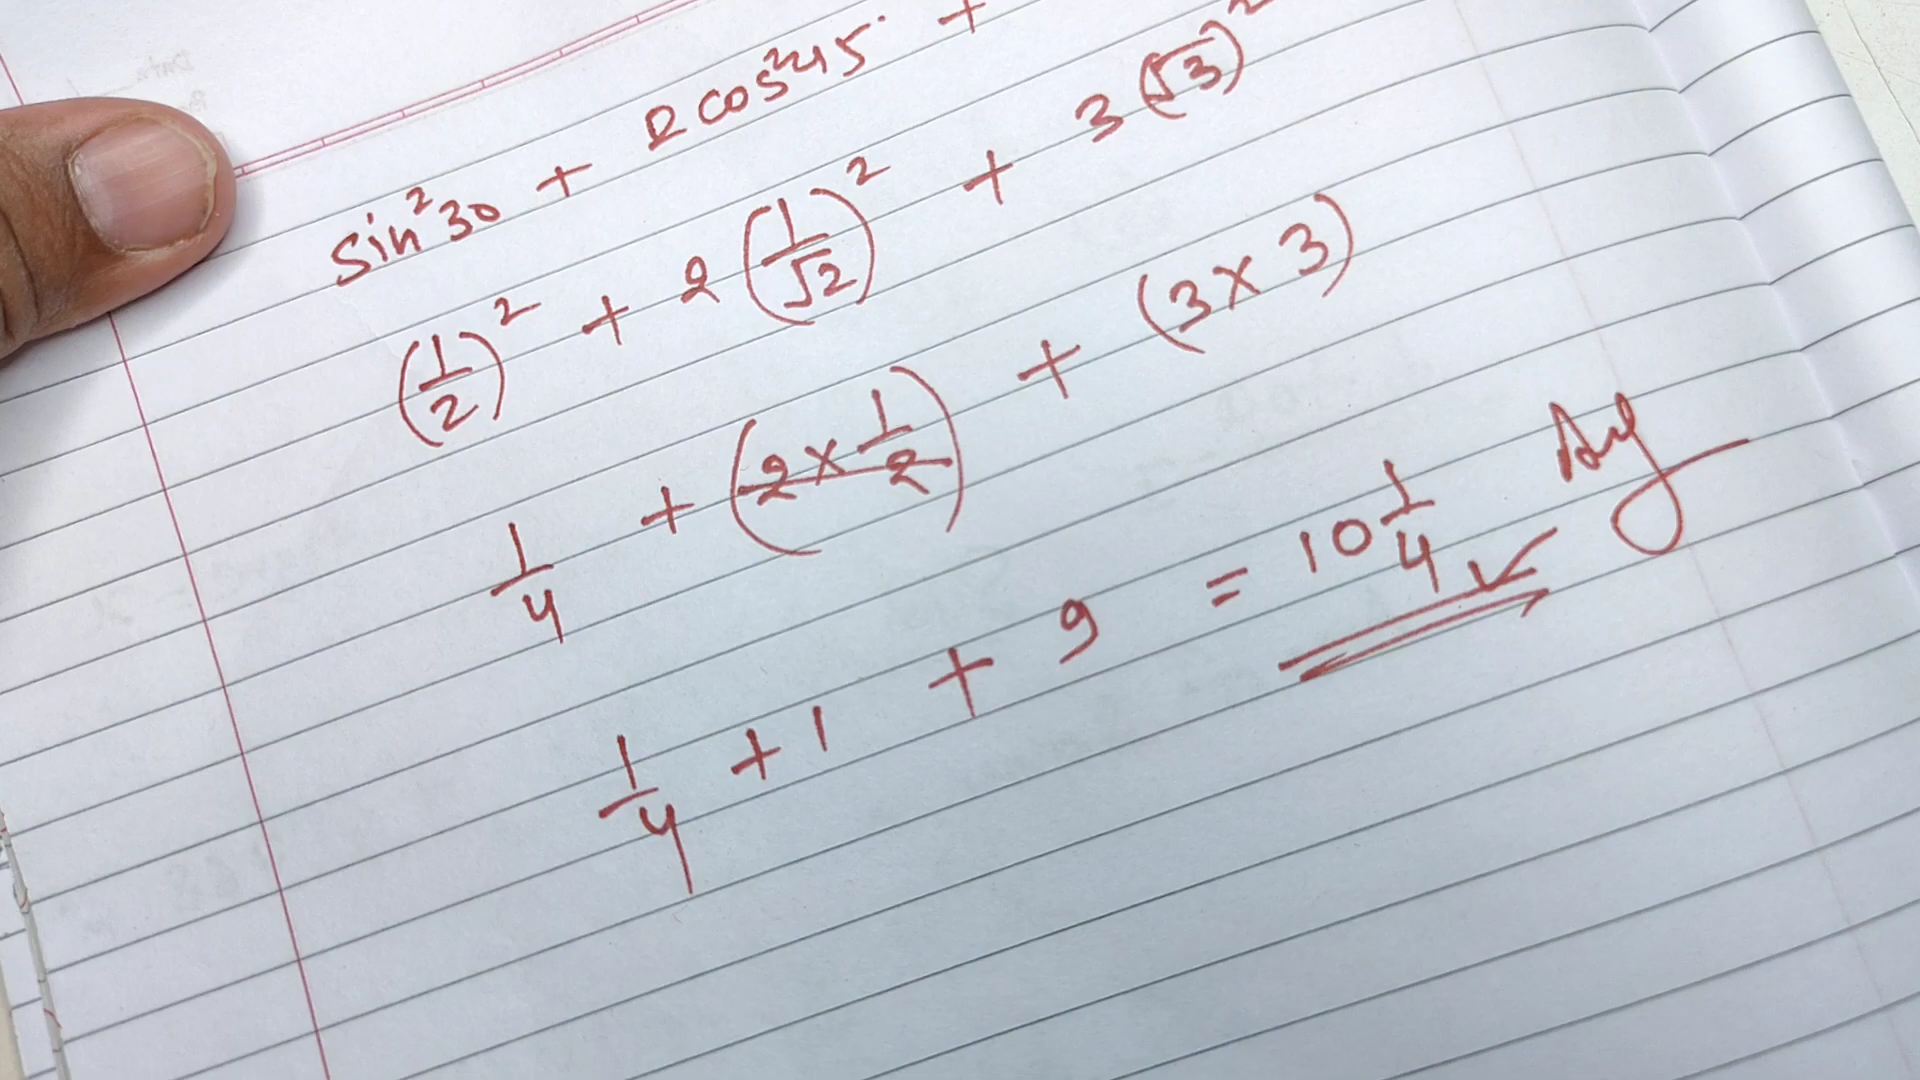 sin²30 + 2cos²45° +
(1/2)² + 2(1/√2)² + 3(√3)²
1/4 + (2×1/2) + (3×3)
1/4 + 1 + 9 = 10 1/4